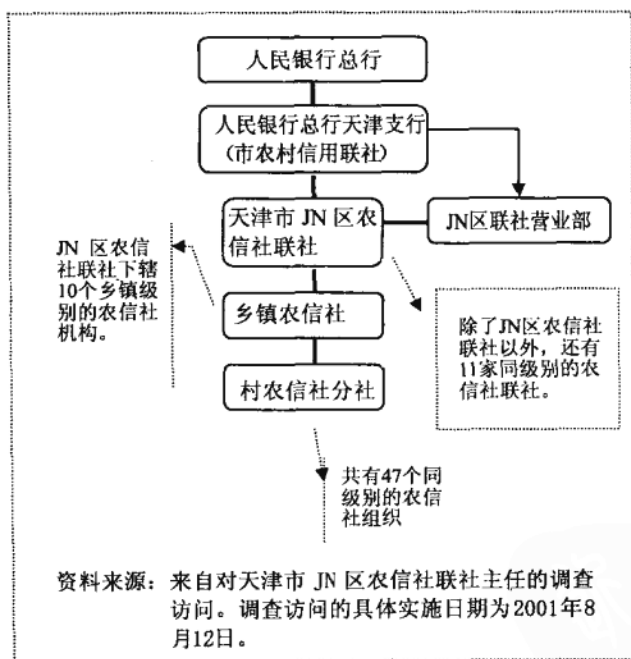 人民银行总行
人民银行总行天津支行
(市农村信用联社)
天津市 JN 区农
信社联社
JN区联社营业部
JN 区农信
社联社下辖
10个乡镇级
别的农信社
机构。
乡镇农信社
除了JN区农信社
联社以外，还有
11家同级别的农
信社联社。
村农信社分社
共有47个同
级别的农信
社组织
资料来源：来自对天津市 JN 区农信社联社主任的调查
访问。调查访问的具体实施日期为2001年8
月12日。